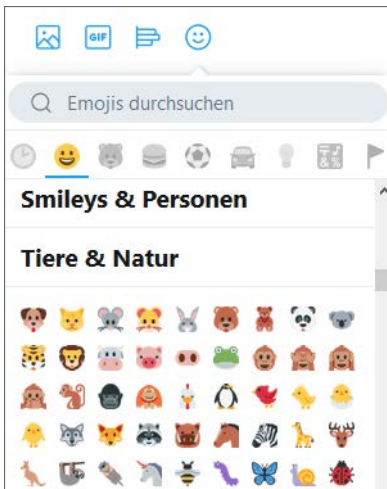 GIF
Emojis durchsuchen
Smileys & Personen
Tiere & Natur